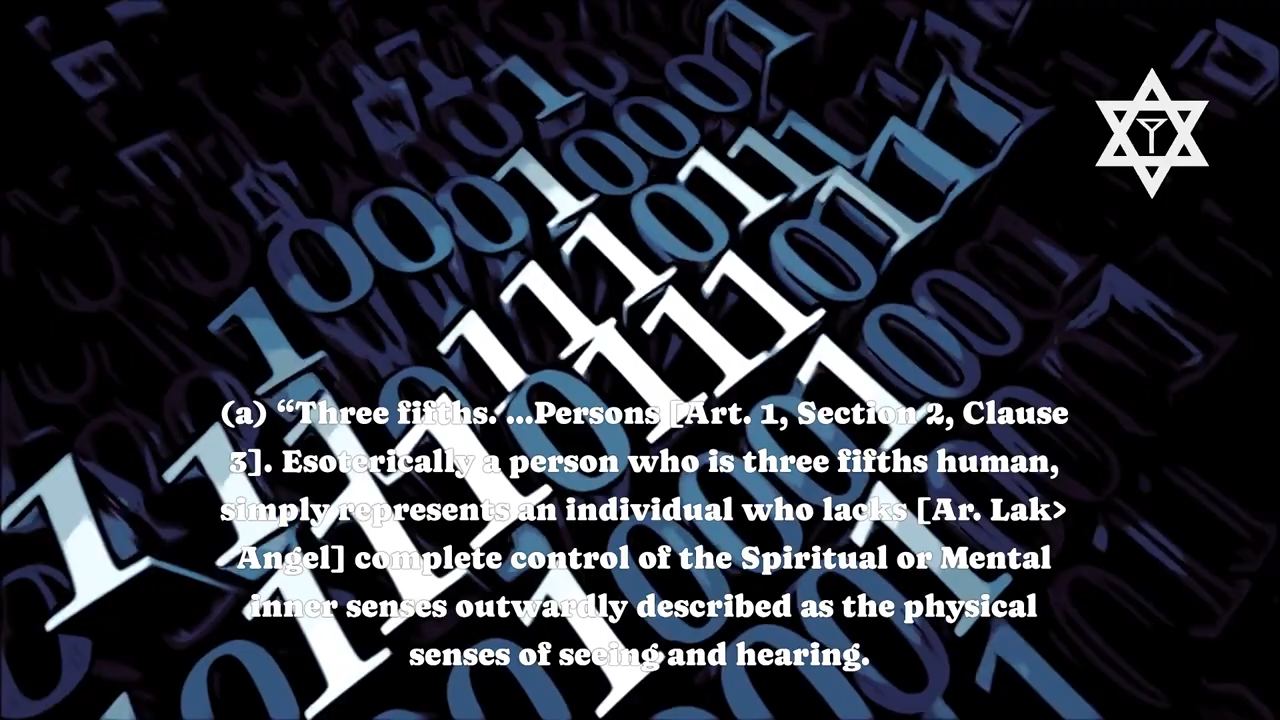 (a) “Three fifths. ...Persons [Art. 1, Section 2, Clause
3]. Esoterically a person who is three fifths human,
simply represents an individual who lacks [Ar. Lak>
Angel] complete control of the Spiritual or Mental
inner senses outwardly described as the physical
senses of seeing and hearing.